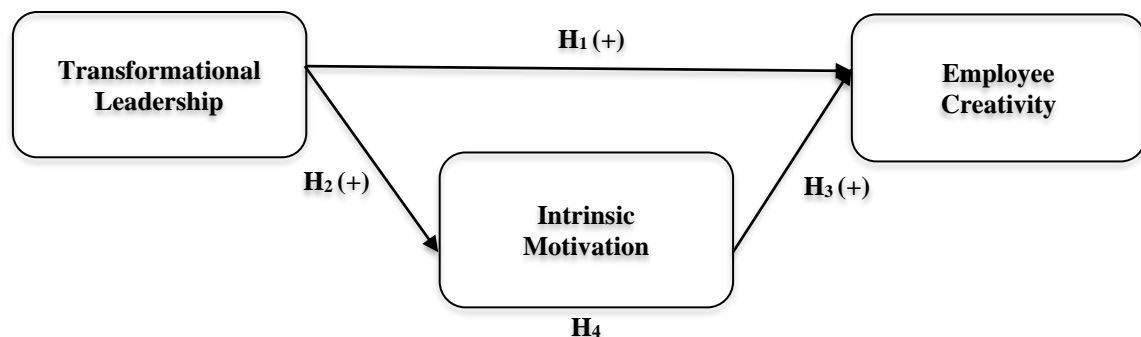 H₁ (+)
Transformational
Leadership
Employee
Creativity
H₂ (+)
H₃ (+)
Intrinsic
Motivation
H₄